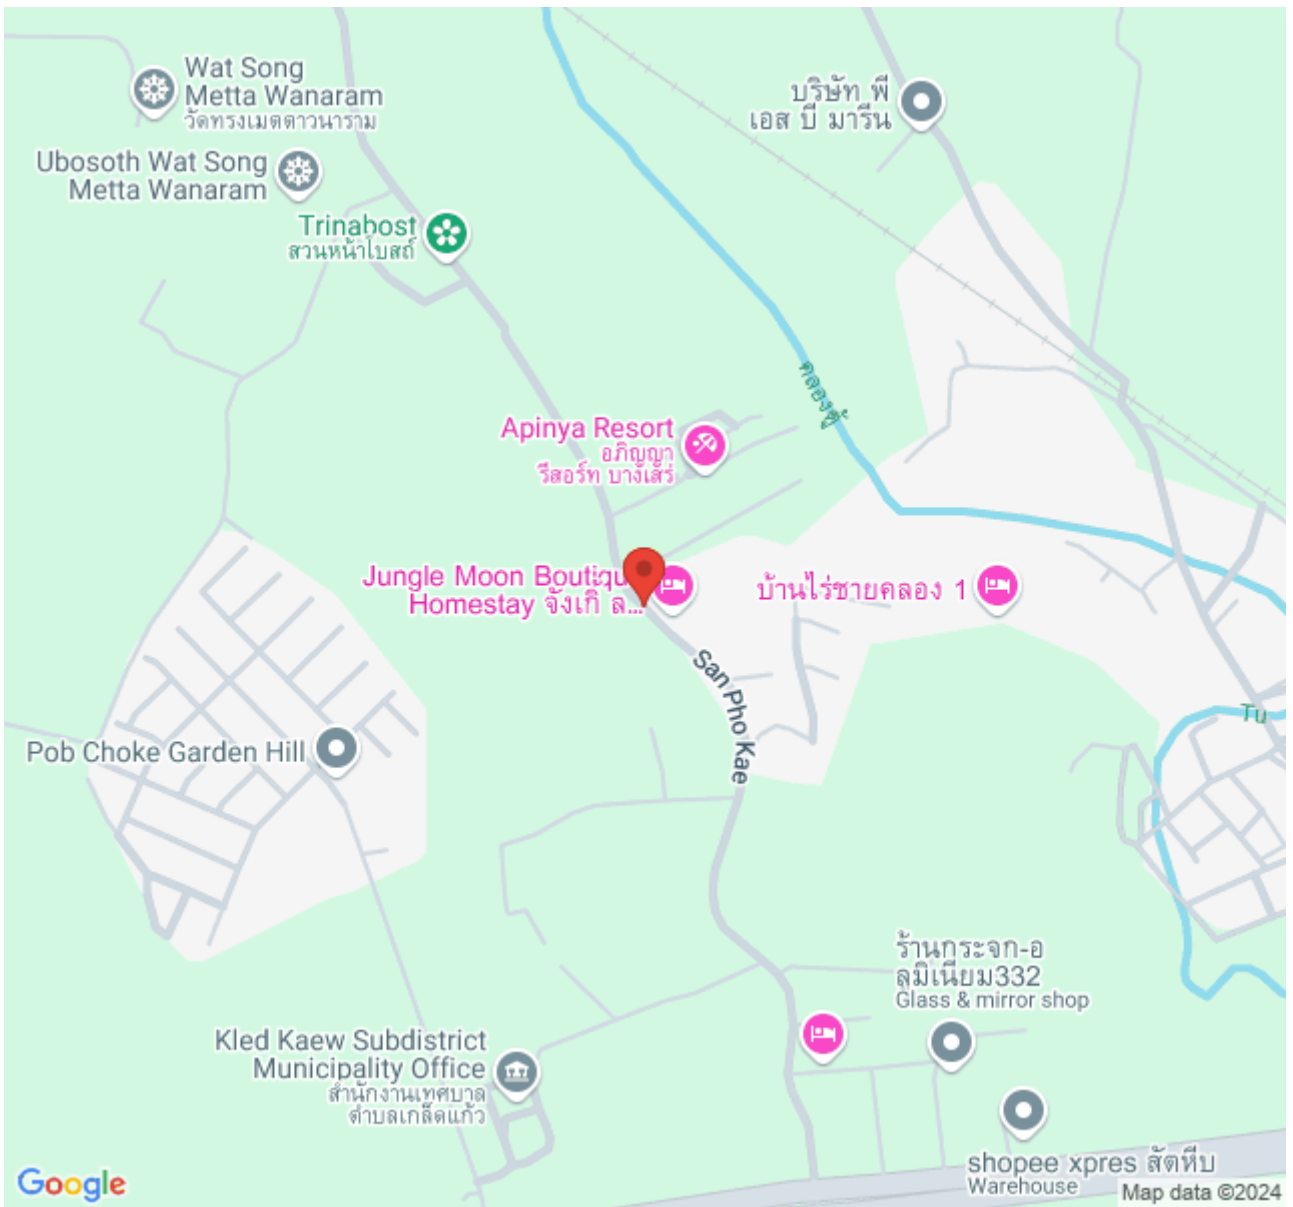 Wat Song
Metta Wanaram
วัดทรงเมตตาวนาราม
Ubosoth Wat Song
Metta Wanaram
Trinabost
สวนหน้าโบสถ์
บริษัท พี
เอส บี มารีน
Apinya Resort
อภิญญา
รีสอร์ท บางเสร่
Jungle Moon Boutiqu
Homestay จังเกิ้ ล...
บ้านไร่ชายคลอง 1
San Pho Kae
Pob Choke Garden Hill
ร้านกระจก-อ
ลูมิเนียม332
Glass & mirror shop
Kled Kaew Subdistrict
Municipality Office
สำนักงานเทศบาล
ตำบลเกล็ดแก้ว
shopee xpres สัตหีบ
Warehouse
Google
Map data ©2024